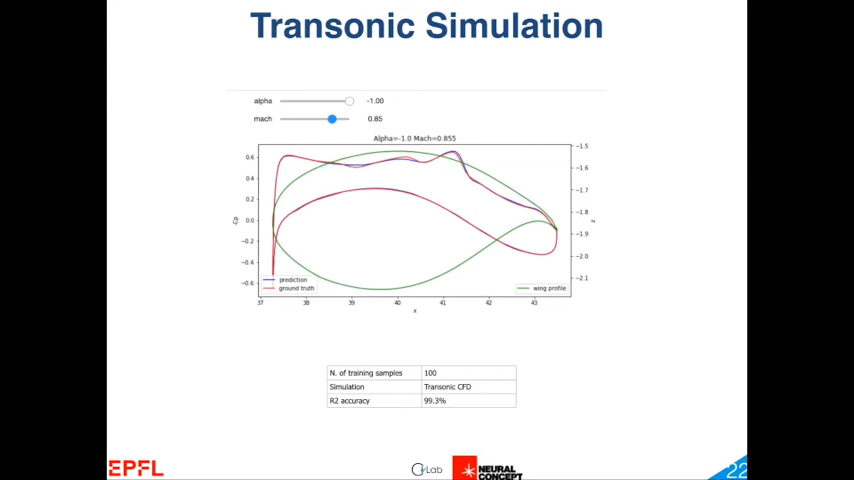 Transonic Simulation
alpha -1.00
mach 0.85
Alpha=-1.0 Mach=0.855
0.6
0.4
0.2
0.0
−0.2
−0.4
−0.6
-Cp
−1.5
−1.6
−1.7
−1.8
−1.9
−2.0
−2.1
z
prediction
ground truth
wing profile
37 38 39 40 41 42 43
x
N. of training samples 100
Simulation Transonic CFD
R2 accuracy 99.3%
EPFL
CVLab
NEURAL
CONCEPT
22